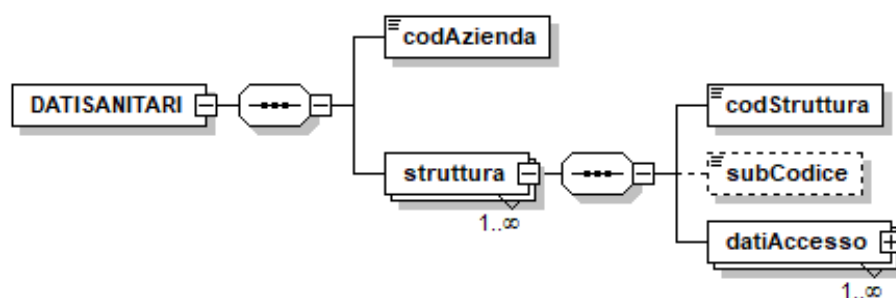 codAzienda
DATISANITARI
codStruttura
struttura
subCodice
1..∞
datiAccesso
1..∞